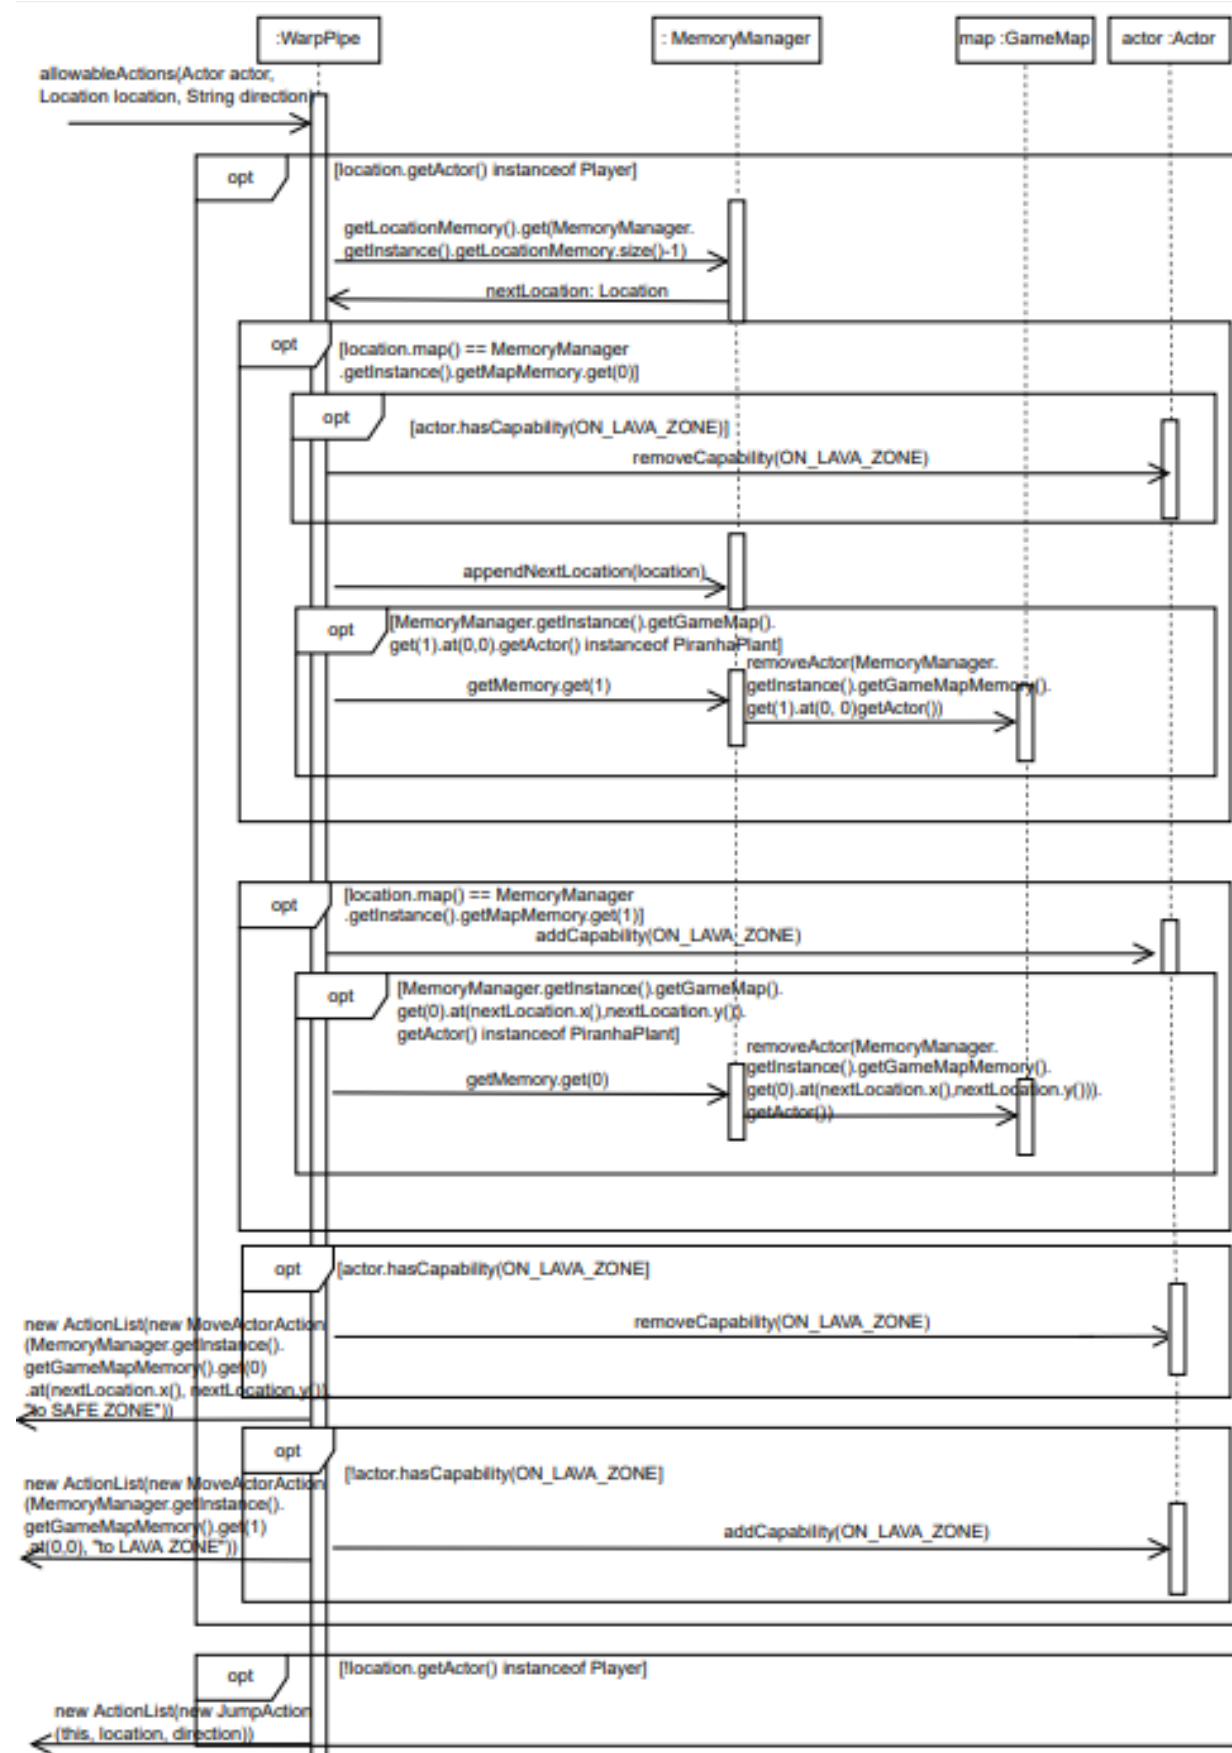 :WarpPipe
: MemoryManager
map :GameMap
actor :Actor
allowableActions(Actor actor,
Location location, String direction)
opt
[location.getActor() instanceof Player]
getLocationMemory().get(MemoryManager.
getInstance().getLocationMemory.size()-1)
nextLocation: Location
opt
[location.map() == MemoryManager
.getInstance().getMapMemory.get(0)]
opt
[actor.hasCapability(ON_LAVA_ZONE)]
removeCapability(ON_LAVA_ZONE)
appendNextLocation(location)
opt
[MemoryManager.getInstance().getGameMap().
get(1).at(0,0).getActor() instanceof PiranhaPlant]
getMemory.get(1)
removeActor(MemoryManager.
getInstance().getGameMapMemory().
get(1).at(0, 0)getActor())
opt
[location.map() == MemoryManager
.getInstance().getMapMemory.get(1)]
addCapability(ON_LAVA_ZONE)
opt
[MemoryManager.getInstance().getGameMap().
get(0).at(nextLocation.x(),nextLocation.y()).
getActor() instanceof PiranhaPlant]
getMemory.get(0)
removeActor(MemoryManager.
getInstance().getGameMapMemory().
get(0).at(nextLocation.x(),nextLocation.y())).
getActor())
opt
[actor.hasCapability(ON_LAVA_ZONE]
removeCapability(ON_LAVA_ZONE)
new ActionList(new MoveActorAction
(MemoryManager.getInstance().
getGameMapMemory().get(0)
.at(nextLocation.x(), nextLocation.y()),
"to SAFE ZONE"))
opt
[!actor.hasCapability(ON_LAVA_ZONE]
addCapability(ON_LAVA_ZONE)
new ActionList(new MoveActorAction
(MemoryManager.getInstance().
getGameMapMemory().get(1)
.at(0,0), "to LAVA ZONE"))
opt
[!location.getActor() instanceof Player]
new ActionList(new JumpAction
(this, location, direction))